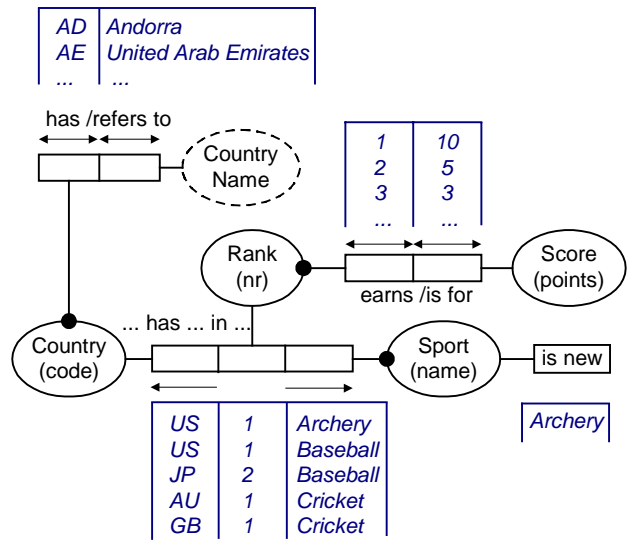 AD Andorra
AE United Arab Emirates
... ...
has /refers to
Country
Name
1 10
2 5
3 3
... ...
Rank
(nr)
Score
(points)
earns /is for
... has ... in ...
Country
(code)
Sport
(name)
is new
Archery
US 1 Archery
US 1 Baseball
JP 2 Baseball
AU 1 Cricket
GB 1 Cricket